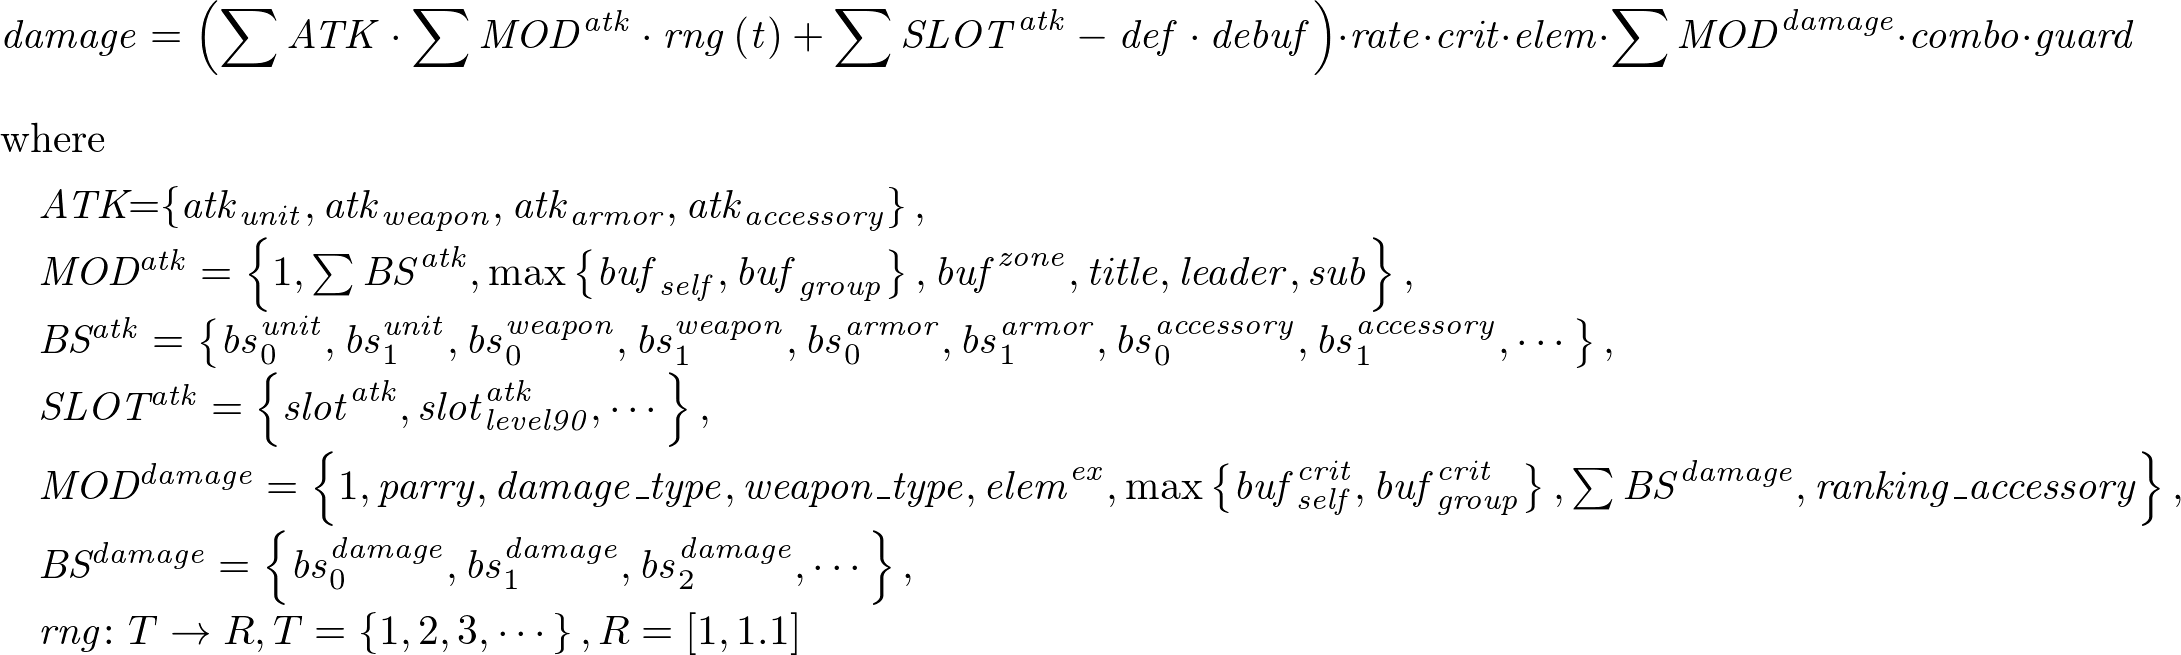 damage = (∑ ATK · ∑ MOD^{atk} · rng (t) + ∑ SLOT^{atk} − def · debuf) · rate · crit · elem · ∑ MOD^{damage} · combo · guard
where
ATK={atk_{unit}, atk_{weapon}, atk_{armor}, atk_{accessory}},
MOD^{atk} = {1, ∑ BS^{atk}, max {buf_{self}, buf_{group}}, buf^{zone}, title, leader, sub},
BS^{atk} = {bs_0^{unit}, bs_1^{unit}, bs_0^{weapon}, bs_1^{weapon}, bs_0^{armor}, bs_1^{armor}, bs_0^{accessory}, bs_1^{accessory}, ⋯},
SLOT^{atk} = {slot^{atk}, slot_{level90}^{atk}, ⋯},
MOD^{damage} = {1, parry, damage_type, weapon_type, elem^{ex}, max {buf_{self}^{crit}, buf_{group}^{crit}}, ∑ BS^{damage}, ranking_accessory},
BS^{damage} = {bs_0^{damage}, bs_1^{damage}, bs_2^{damage}, ⋯},
rng: T → R, T = {1, 2, 3, ⋯}, R = [1, 1.1]